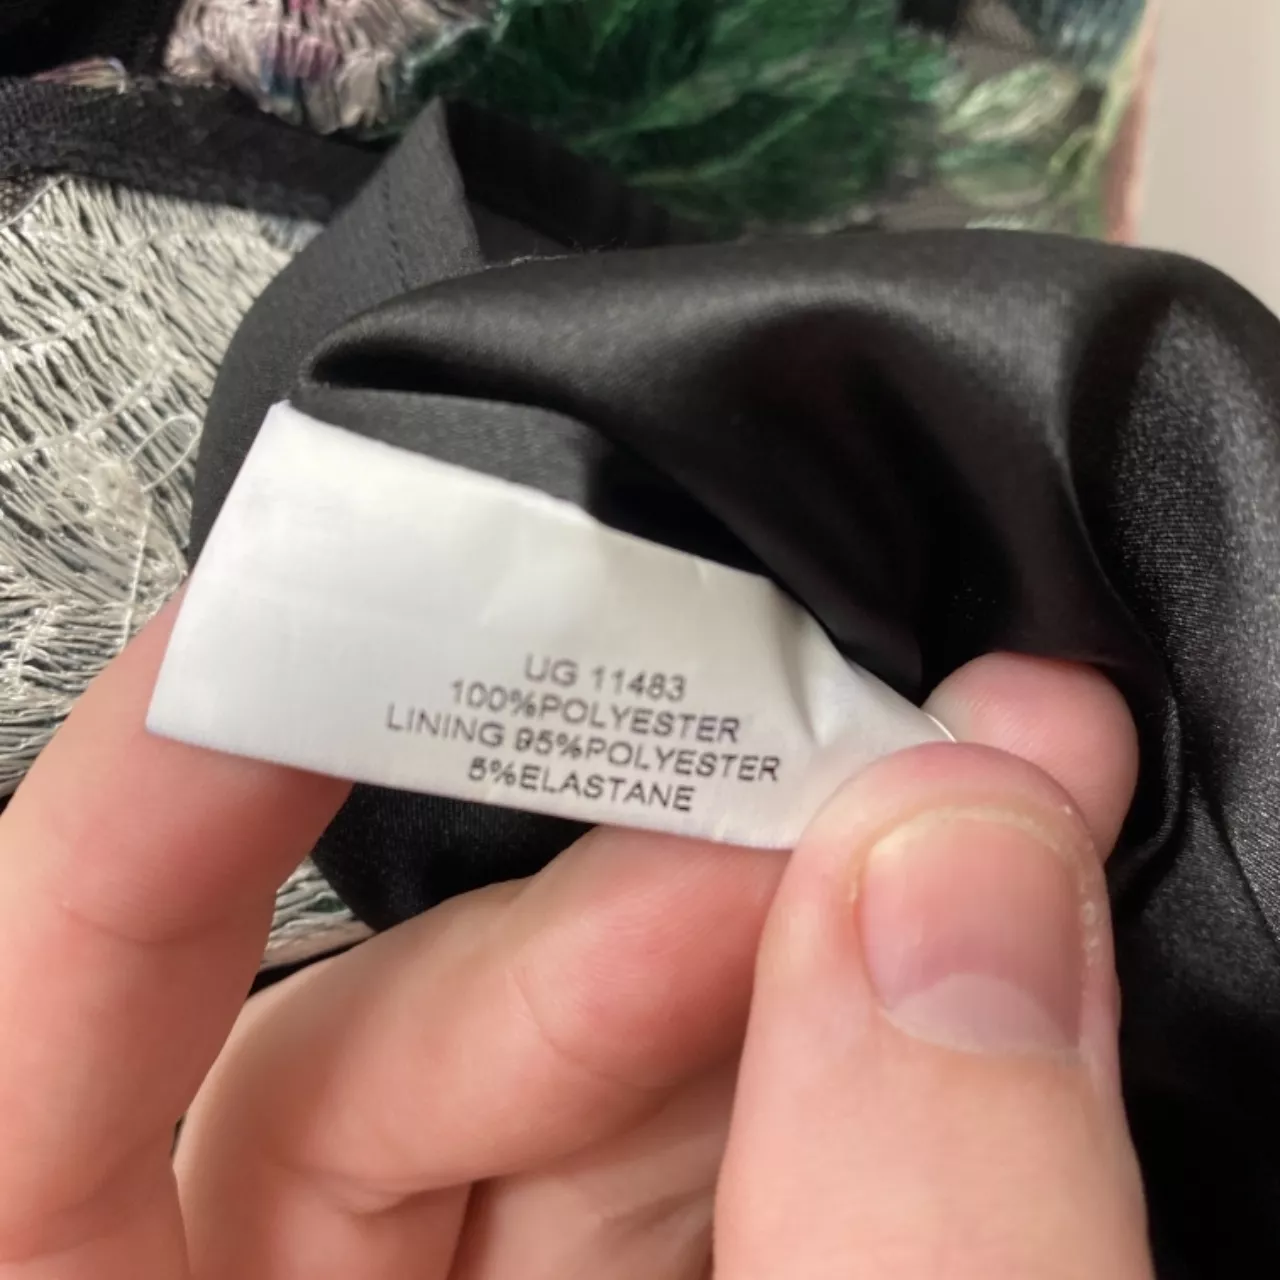 UG 11483
100%POLYESTER
LINING 95%POLYESTER
5%ELASTANE